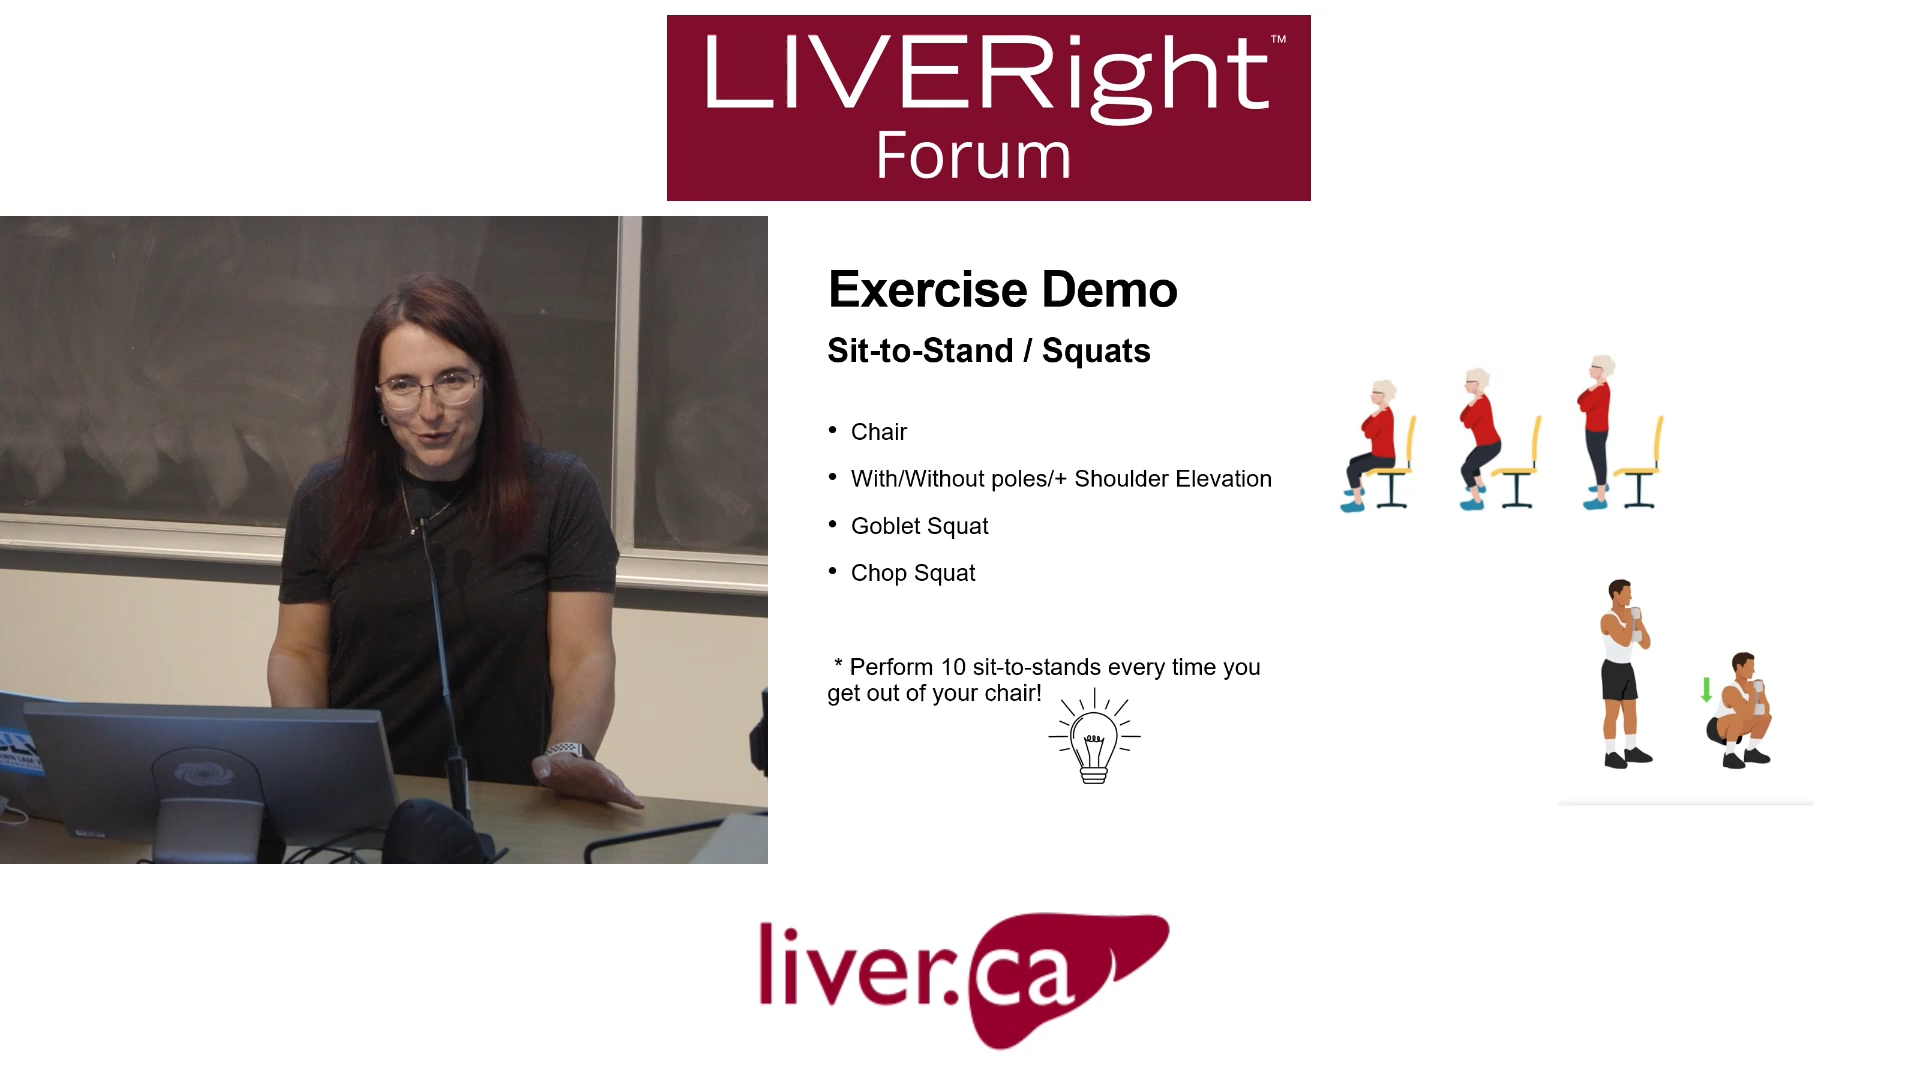 LIVERight™
Forum
Exercise Demo
Sit-to-Stand / Squats
• Chair
• With/Without poles/+ Shoulder Elevation
• Goblet Squat
• Chop Squat
* Perform 10 sit-to-stands every time you
get out of your chair!
liver.ca